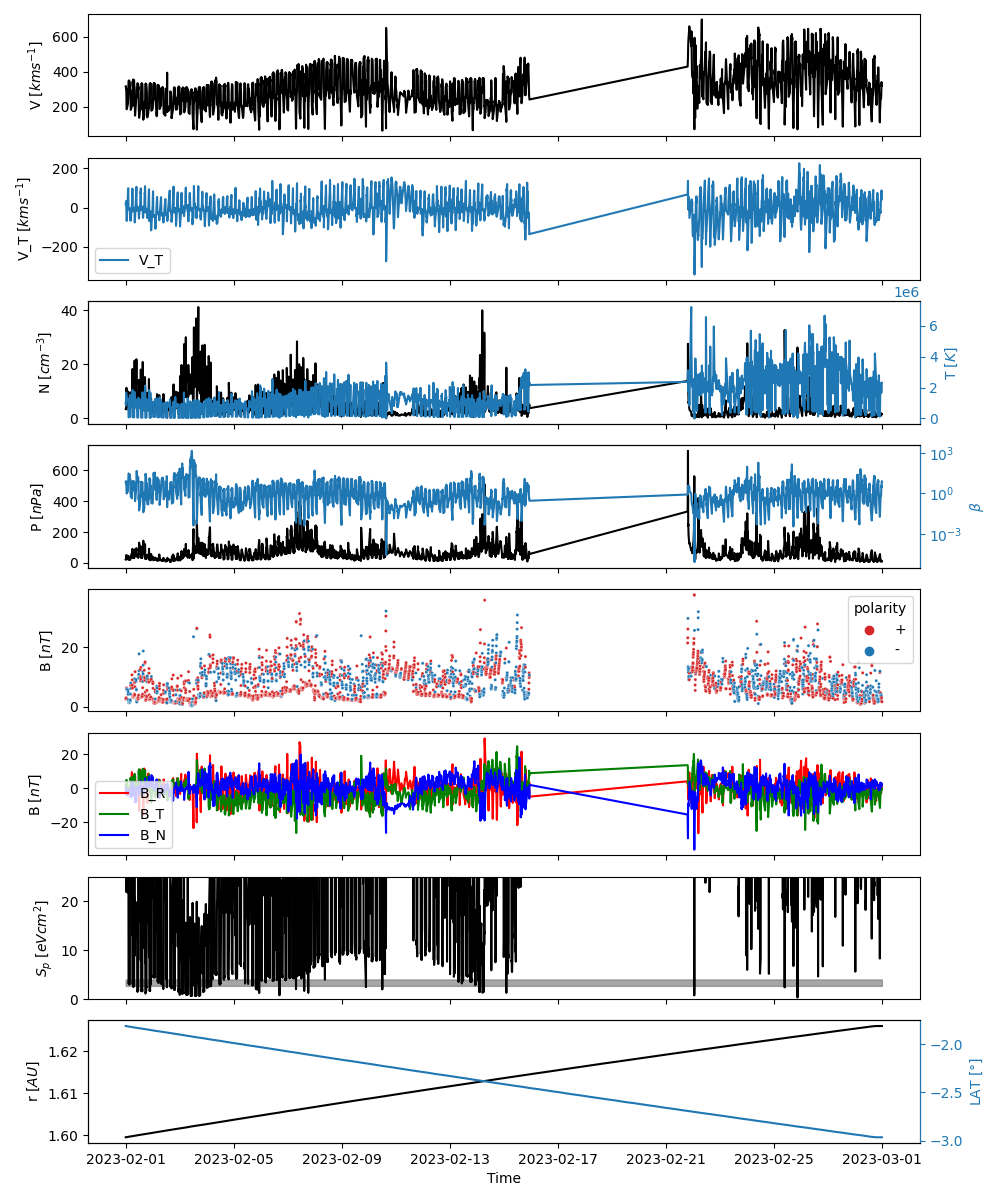 V [kms⁻¹]
600
400
200
V_T [kms⁻¹]
200
0
−200
V_T
N [cm⁻³]
40
20
0
1e6
6
4
2
0
T [K]
P [nPa]
600
400
200
0
10³
10⁰
10⁻³
β
B [nT]
20
0
polarity
+
-
B [nT]
20
0
−20
B_R
B_T
B_N
Sₚ [eVcm²]
20
10
0
r [AU]
1.62
1.61
1.60
−2.0
−2.5
−3.0
LAT [°]
2023-02-01 2023-02-05 2023-02-09 2023-02-13 2023-02-17 2023-02-21 2023-02-25 2023-03-01
Time